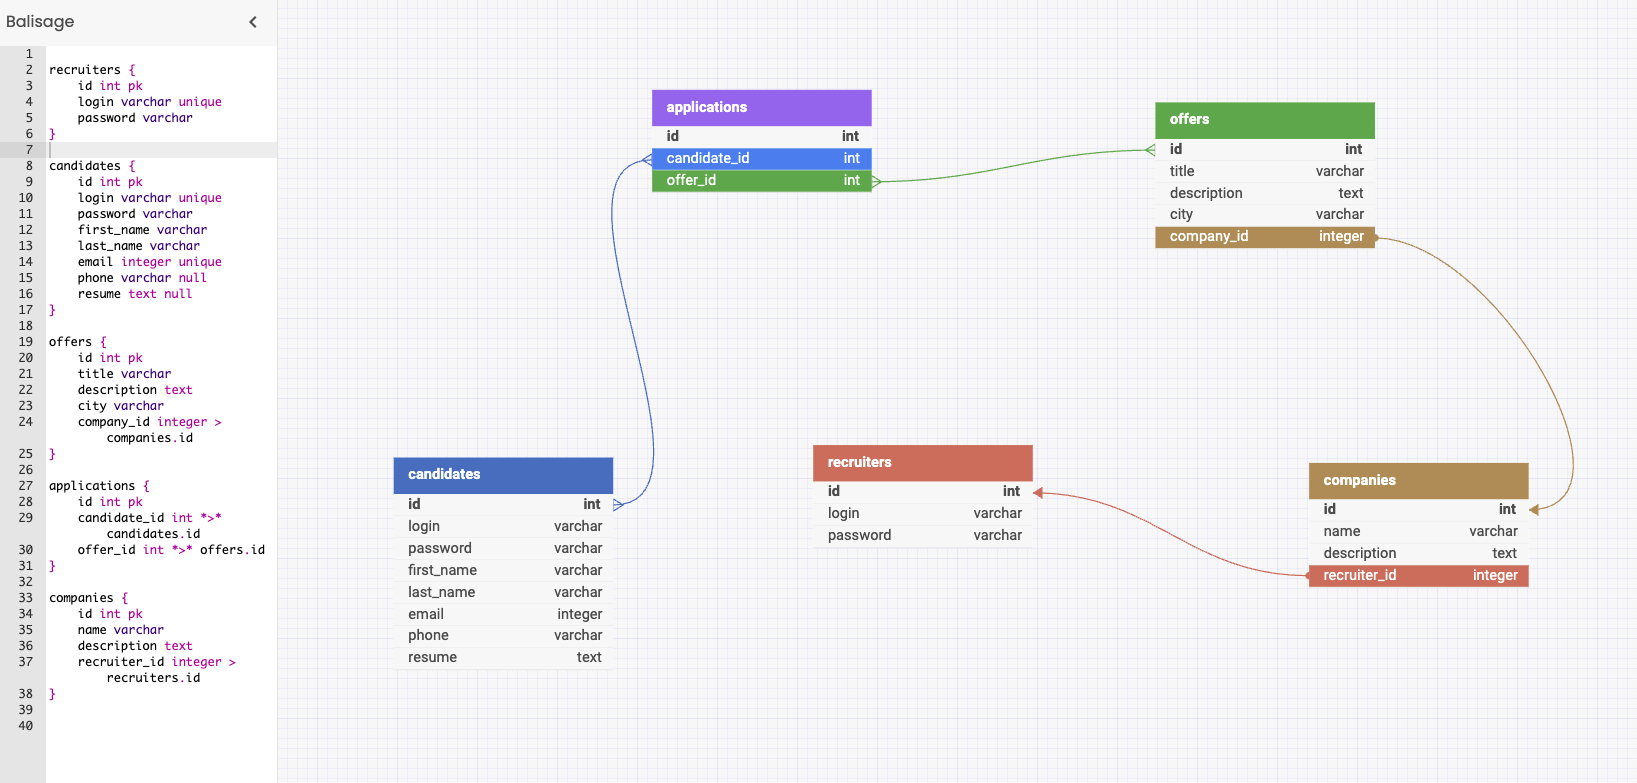 Balisage
1
2 recruiters {
3 id int pk
4 login varchar unique
5 password varchar
6 }
7
8 candidates {
9 id int pk
10 login varchar unique
11 password varchar
12 first_name varchar
13 last_name varchar
14 email integer unique
15 phone varchar null
16 resume text null
17 }
18
19 offers {
20 id int pk
21 title varchar
22 description text
23 city varchar
24 company_id integer >
companies.id
25 }
26
27 applications {
28 id int pk
29 candidate_id int *>*
candidates.id
30 offer_id int *>* offers.id
31 }
32
33 companies {
34 id int pk
35 name varchar
36 description text
37 recruiter_id integer >
recruiters.id
38 }
39
40
applications
id int
candidate_id int
offer_id int
offers
id int
title varchar
description text
city varchar
company_id integer
candidates
id int
login varchar
password varchar
first_name varchar
last_name varchar
email integer
phone varchar
resume text
recruiters
id int
login varchar
password varchar
companies
id int
name varchar
description text
recruiter_id integer